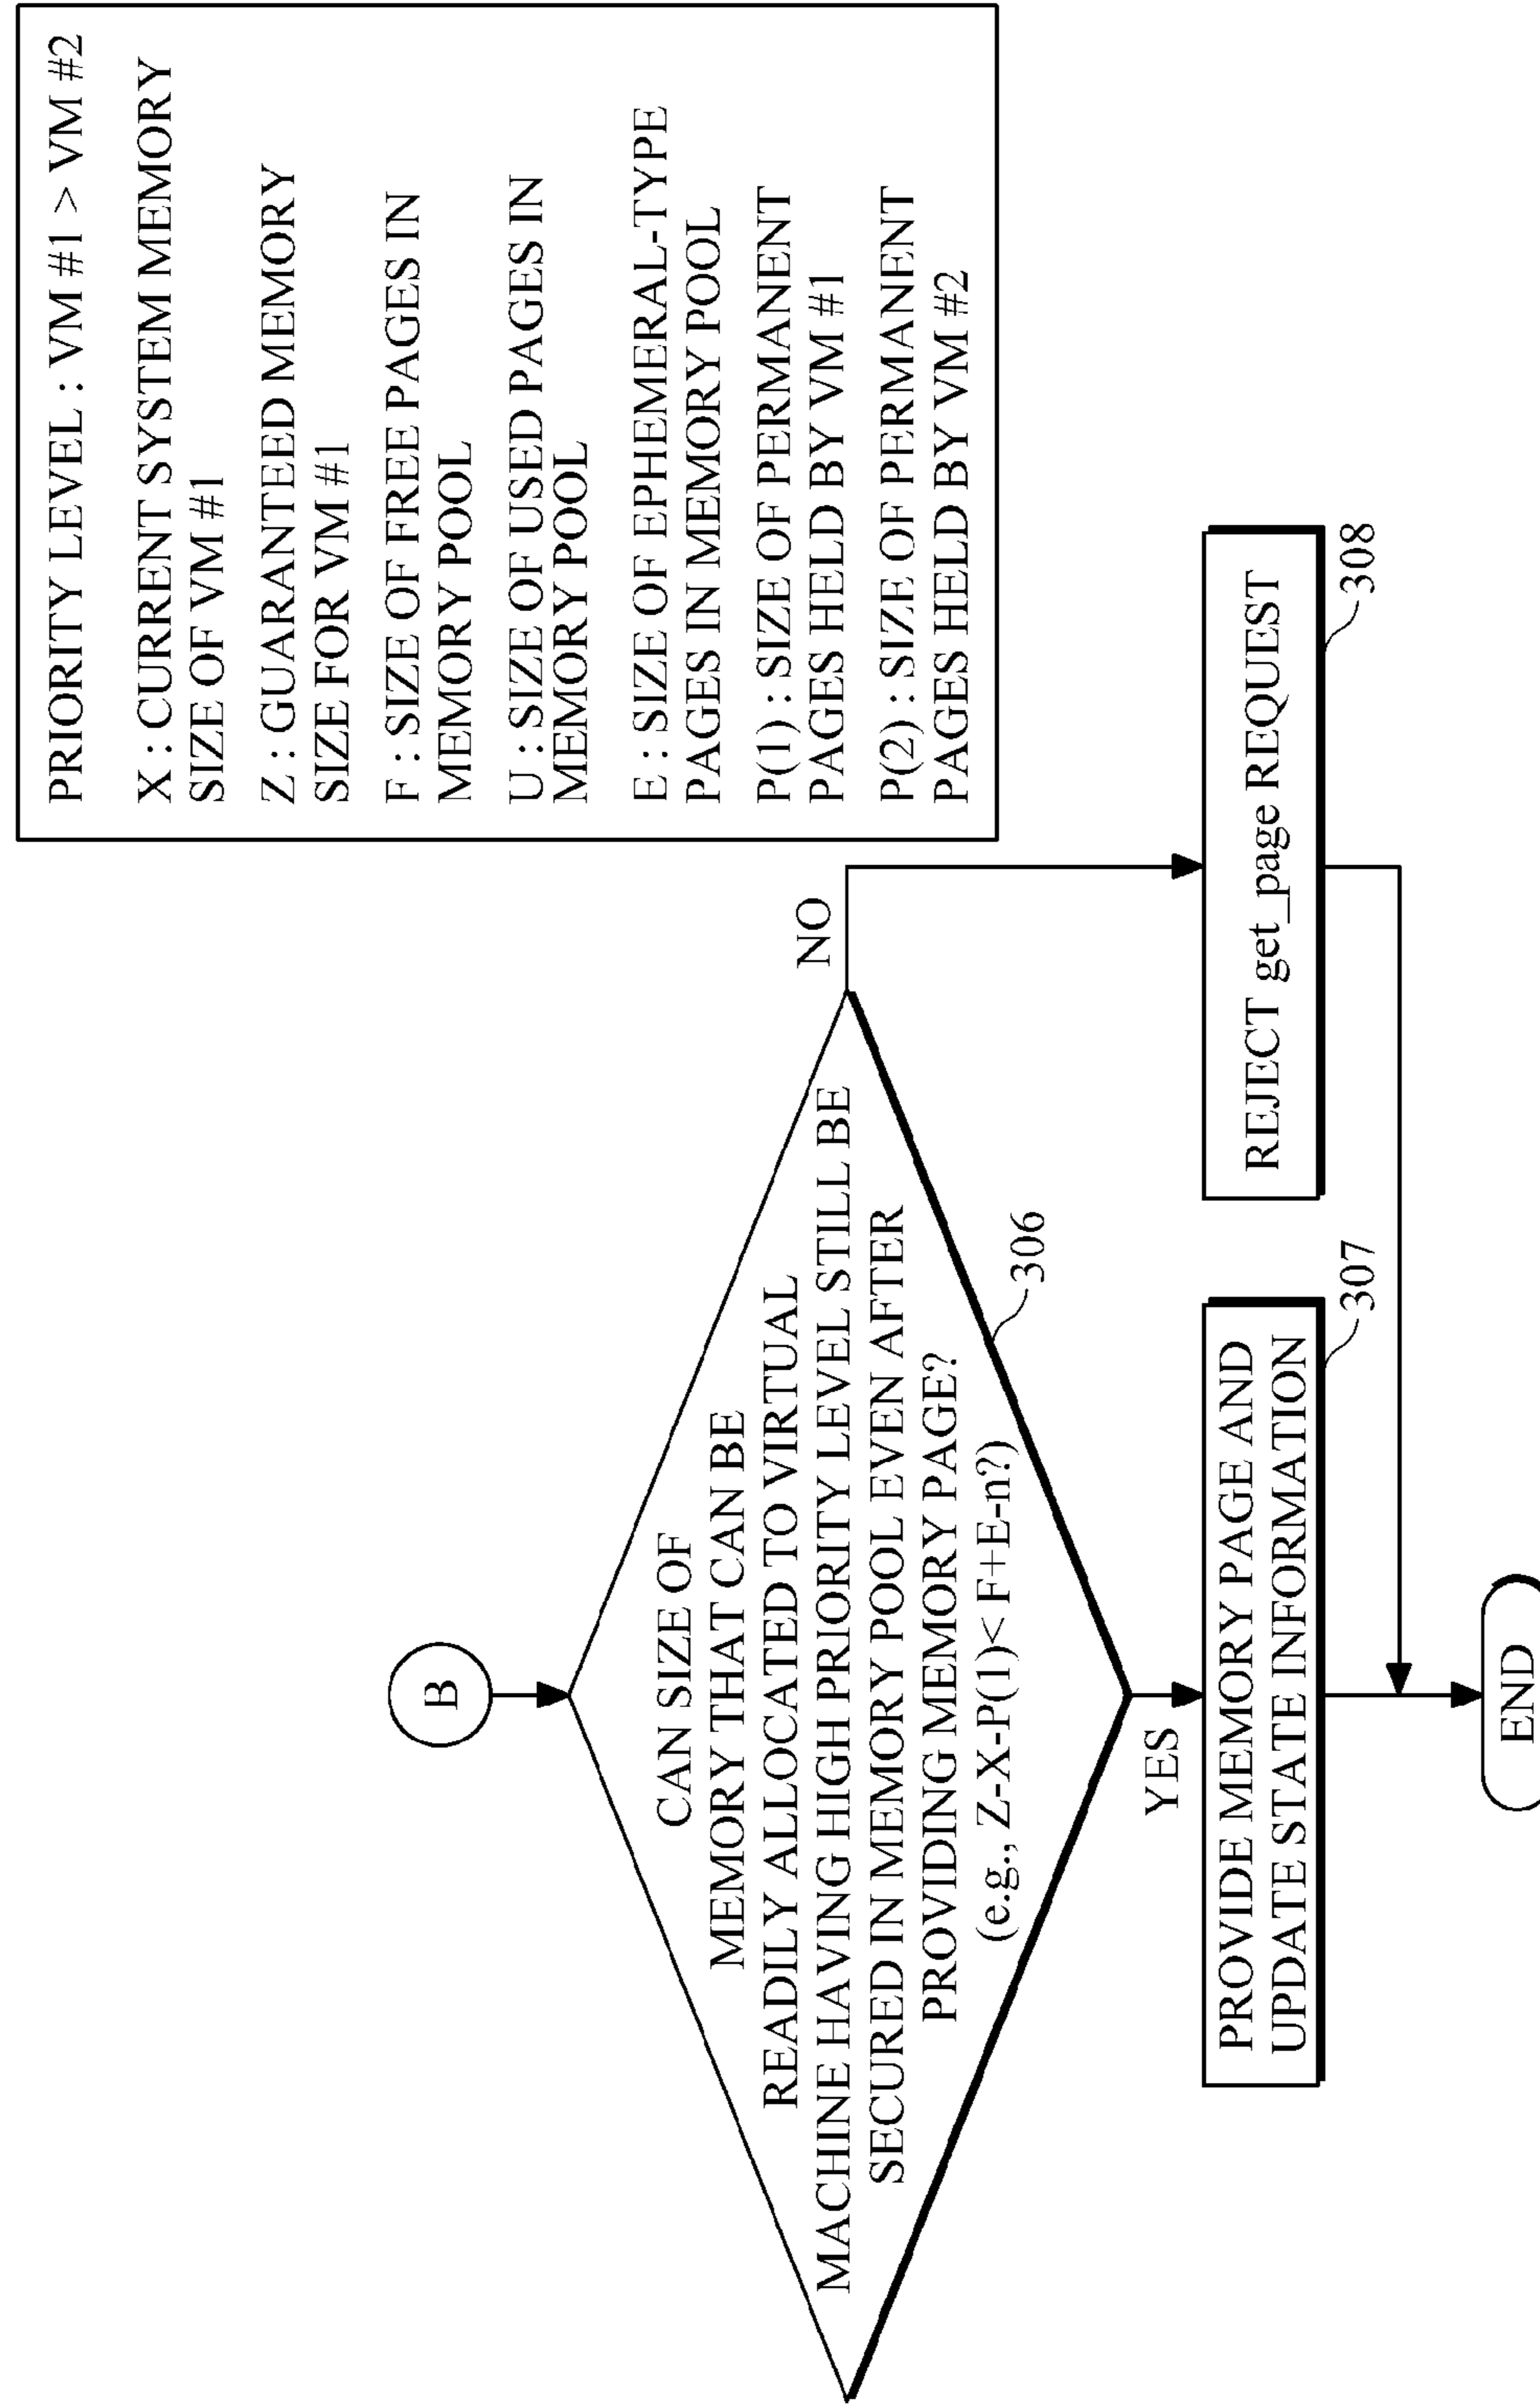 PRIORITY LEVEL : VM #1 > VM #2
X : CURRENT SYSTEM MEMORY
SIZE OF VM #1
Z : GUARANTEED MEMORY
SIZE FOR VM #1
F : SIZE OF FREE PAGES IN
MEMORY POOL
U : SIZE OF USED PAGES IN
MEMORY POOL
E : SIZE OF EPHEMERAL-TYPE
PAGES IN MEMORY POOL
P(1) : SIZE OF PERMANENT
PAGES HELD BY VM #1
P(2) : SIZE OF PERMANENT
PAGES HELD BY VM #2
B
CAN SIZE OF
MEMORY THAT CAN BE
READILY ALLOCATED TO VIRTUAL
MACHINE HAVING HIGH PRIORITY LEVEL STILL BE
SECURED IN MEMORY POOL EVEN AFTER
PROVIDING MEMORY PAGE?
(e.g., Z-X-P(1)< F+E-n?)
306
NO
YES
PROVIDE MEMORY PAGE AND
UPDATE STATE INFORMATION
307
REJECT get_page REQUEST
308
END